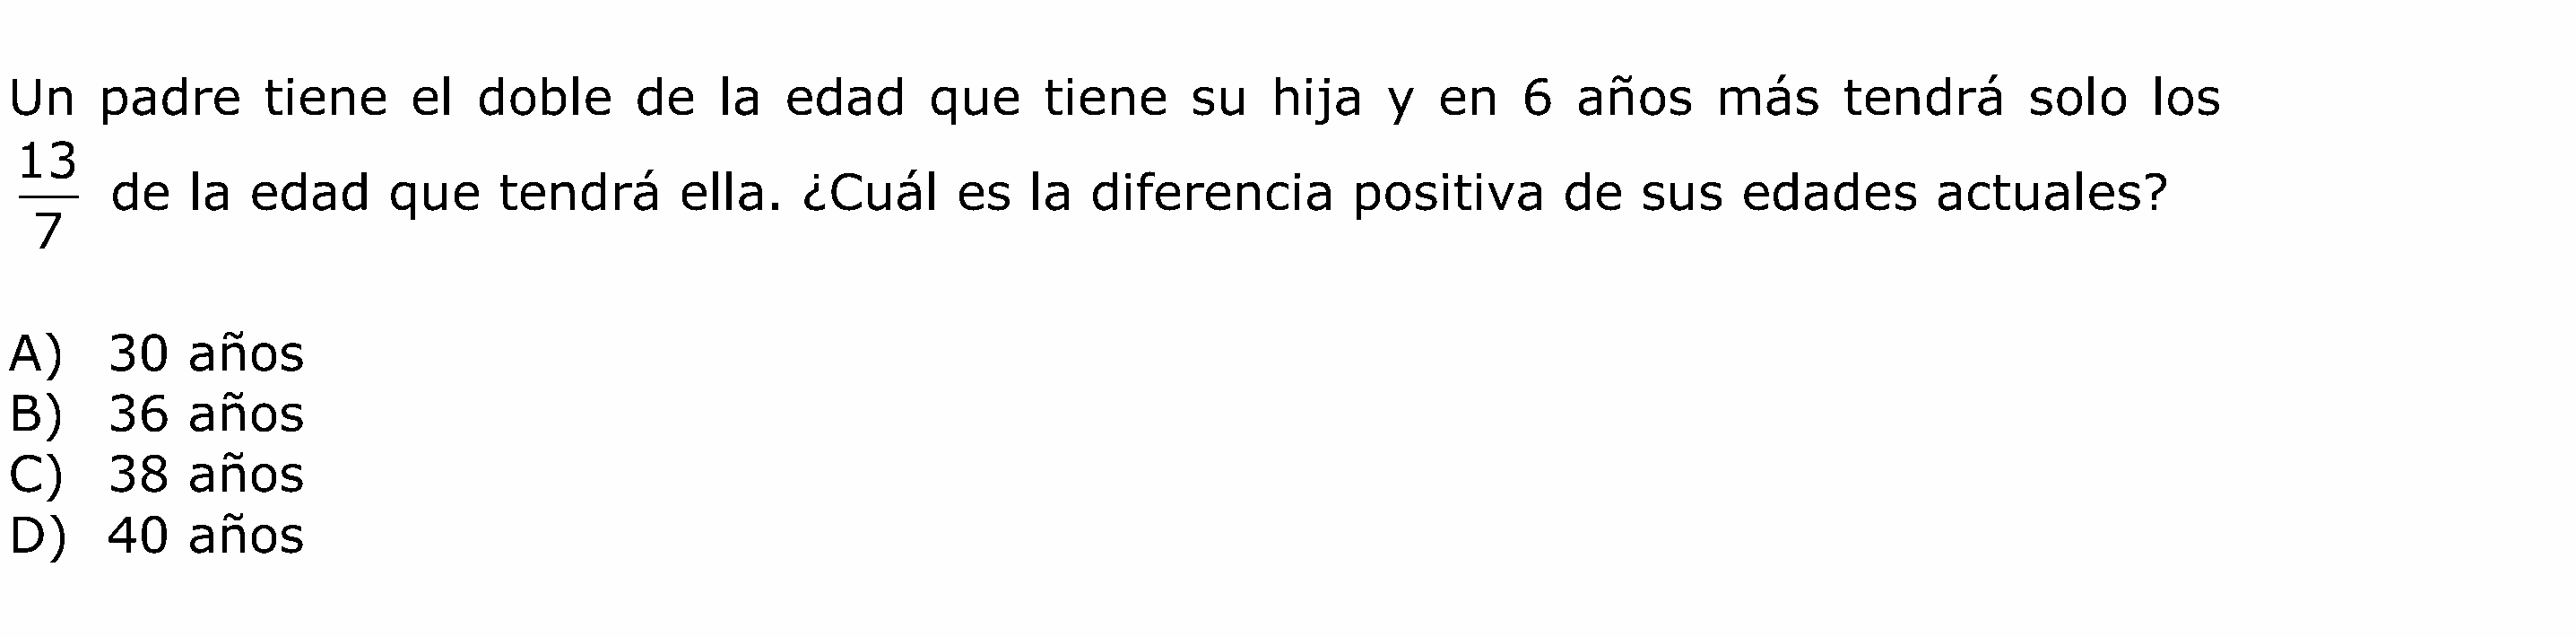 Un padre tiene el doble de la edad que tiene su hija y en 6 años más tendrá solo los
13/7 de la edad que tendrá ella. ¿Cuál es la diferencia positiva de sus edades actuales?
A) 30 años
B) 36 años
C) 38 años
D) 40 años